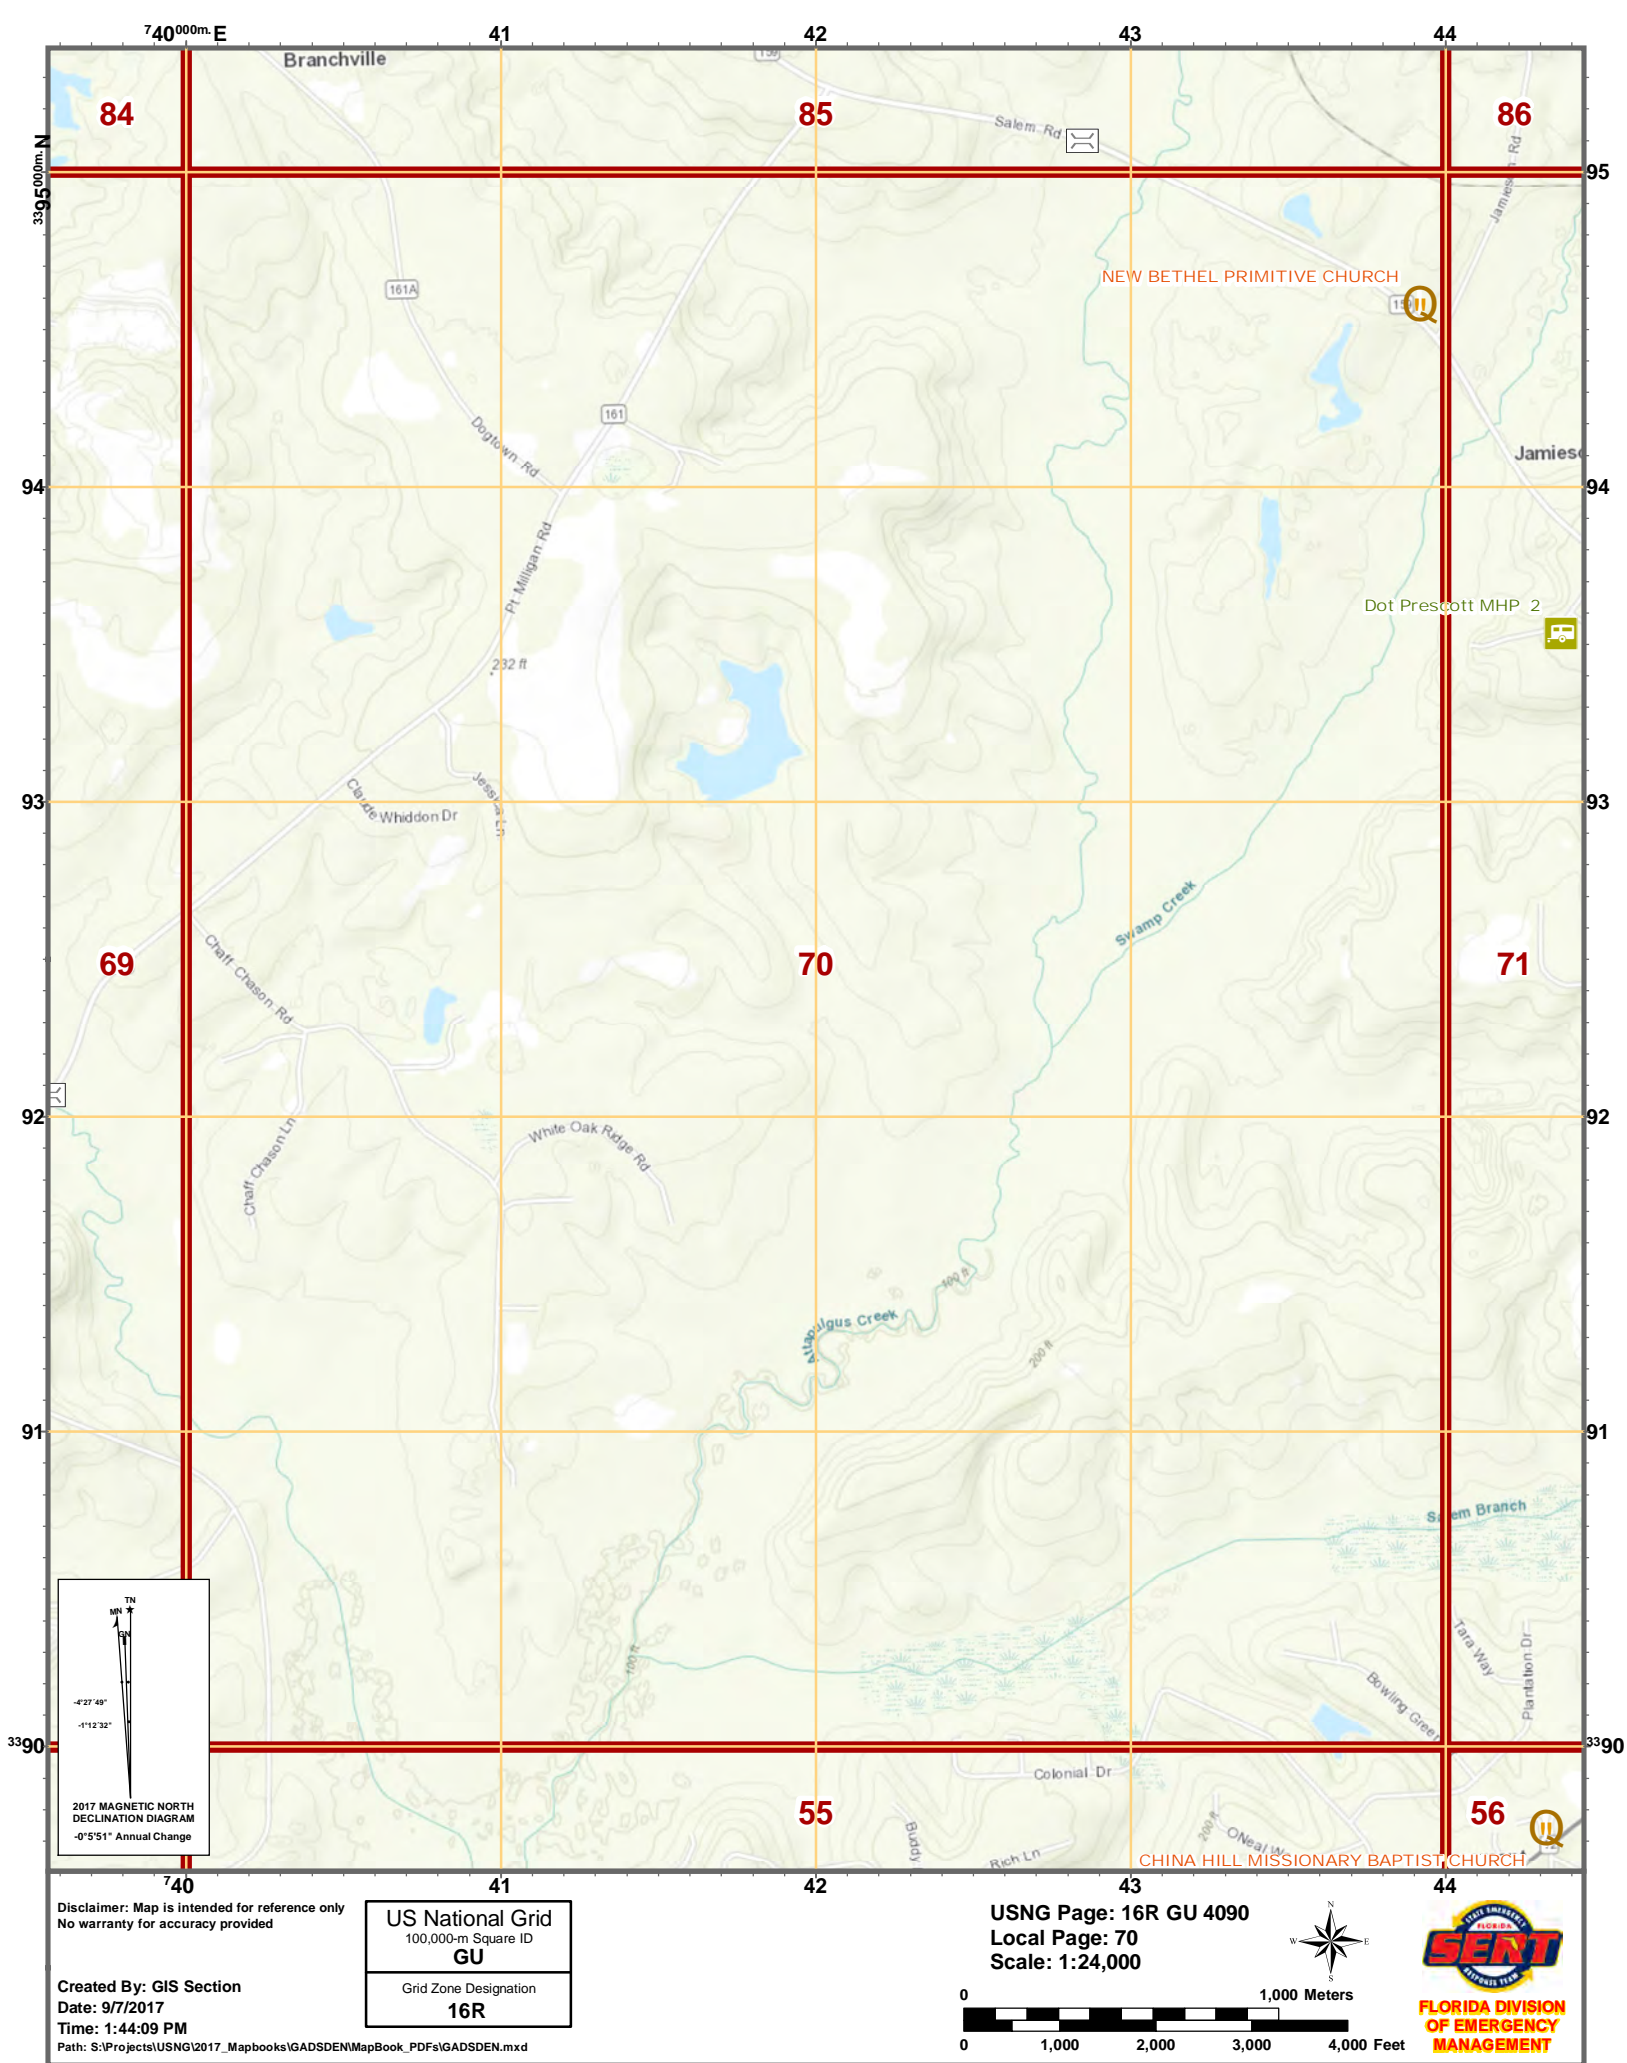 740000m. E 41 42 43 44
Branchville
159
84 85 86
Salem Rd
Jamieson Rd
3395000m. N 95
NEW BETHEL PRIMITIVE CHURCH
161A
161
Dogtown Rd
Jamieso
94 94
Pt Milligan Rd
Dot Prescott MHP 2
232 ft
93 93
Claude Whiddon Dr
Jessika Ln
Swamp Creek
69 70 71
Chaff Chason Rd
92 92
White Oak Ridge Rd
Chaff Chason Ln
100 ft
Attapulgus Creek
200 ft
91 91
Salem Branch
Tara Way
Plantation Dr
Bowling Green
100 ft
3390 3390
Colonial Dr
55 56
200 ft
Buddy
ONeal W
Rich Ln
CHINA HILL MISSIONARY BAPTIST CHURCH
TN
MN
GN
-4°27'49"
-1°12'32"
2017 MAGNETIC NORTH
DECLINATION DIAGRAM
-0°5'51" Annual Change
740 41 42 43 44
Disclaimer: Map is intended for reference only
No warranty for accuracy provided
Created By: GIS Section
Date: 9/7/2017
Time: 1:44:09 PM
Path: S:\Projects\USNG\2017_Mapbooks\GADSDEN\MapBook_PDFs\GADSDEN.mxd
US National Grid
100,000-m Square ID
GU
Grid Zone Designation
16R
USNG Page: 16R GU 4090
Local Page: 70
Scale: 1:24,000
N
W E
S
0 1,000 Meters
0 1,000 2,000 3,000 4,000 Feet
STATE EMERGENCY
FLORIDA
SERT
RESPONSE TEAM
FLORIDA DIVISION
OF EMERGENCY
MANAGEMENT